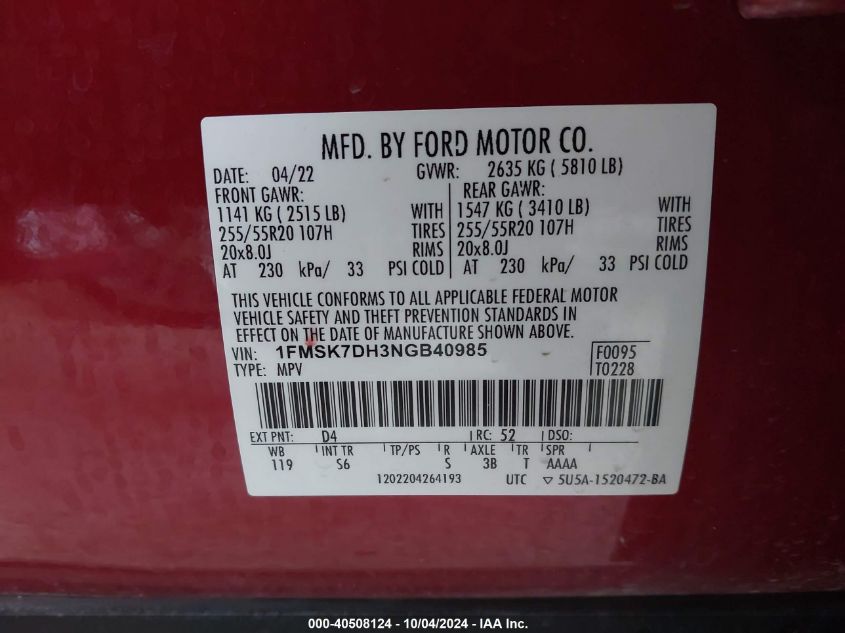 MFD. BY FORD MOTOR CO.
DATE: 04/22 GVWR: 2635 KG ( 5810 LB)
FRONT GAWR: REAR GAWR:
1141 KG ( 2515 LB) WITH 1547 KG ( 3410 LB) WITH
255/55R20 107H TIRES 255/55R20 107H TIRES
20x8.0J RIMS 20x8.0J RIMS
AT 230 kPa/ 33 PSI COLD AT 230 kPa/ 33 PSI COLD
THIS VEHICLE CONFORMS TO ALL APPLICABLE FEDERAL MOTOR
VEHICLE SAFETY AND THEFT PREVENTION STANDARDS IN
EFFECT ON THE DATE OF MANUFACTURE SHOWN ABOVE.
VIN: 1FMSK7DH3NGB40985 F0095
TYPE: MPV T0228
EXT PNT: D4 RC: 52 DSO:
WB INT TR TP/PS R AXLE TR SPR
119 S6 S 3B T AAAA
1202204264193 UTC ▽ 5U5A-1520472-BA
000-40508124 - 10/04/2024 - IAA Inc.